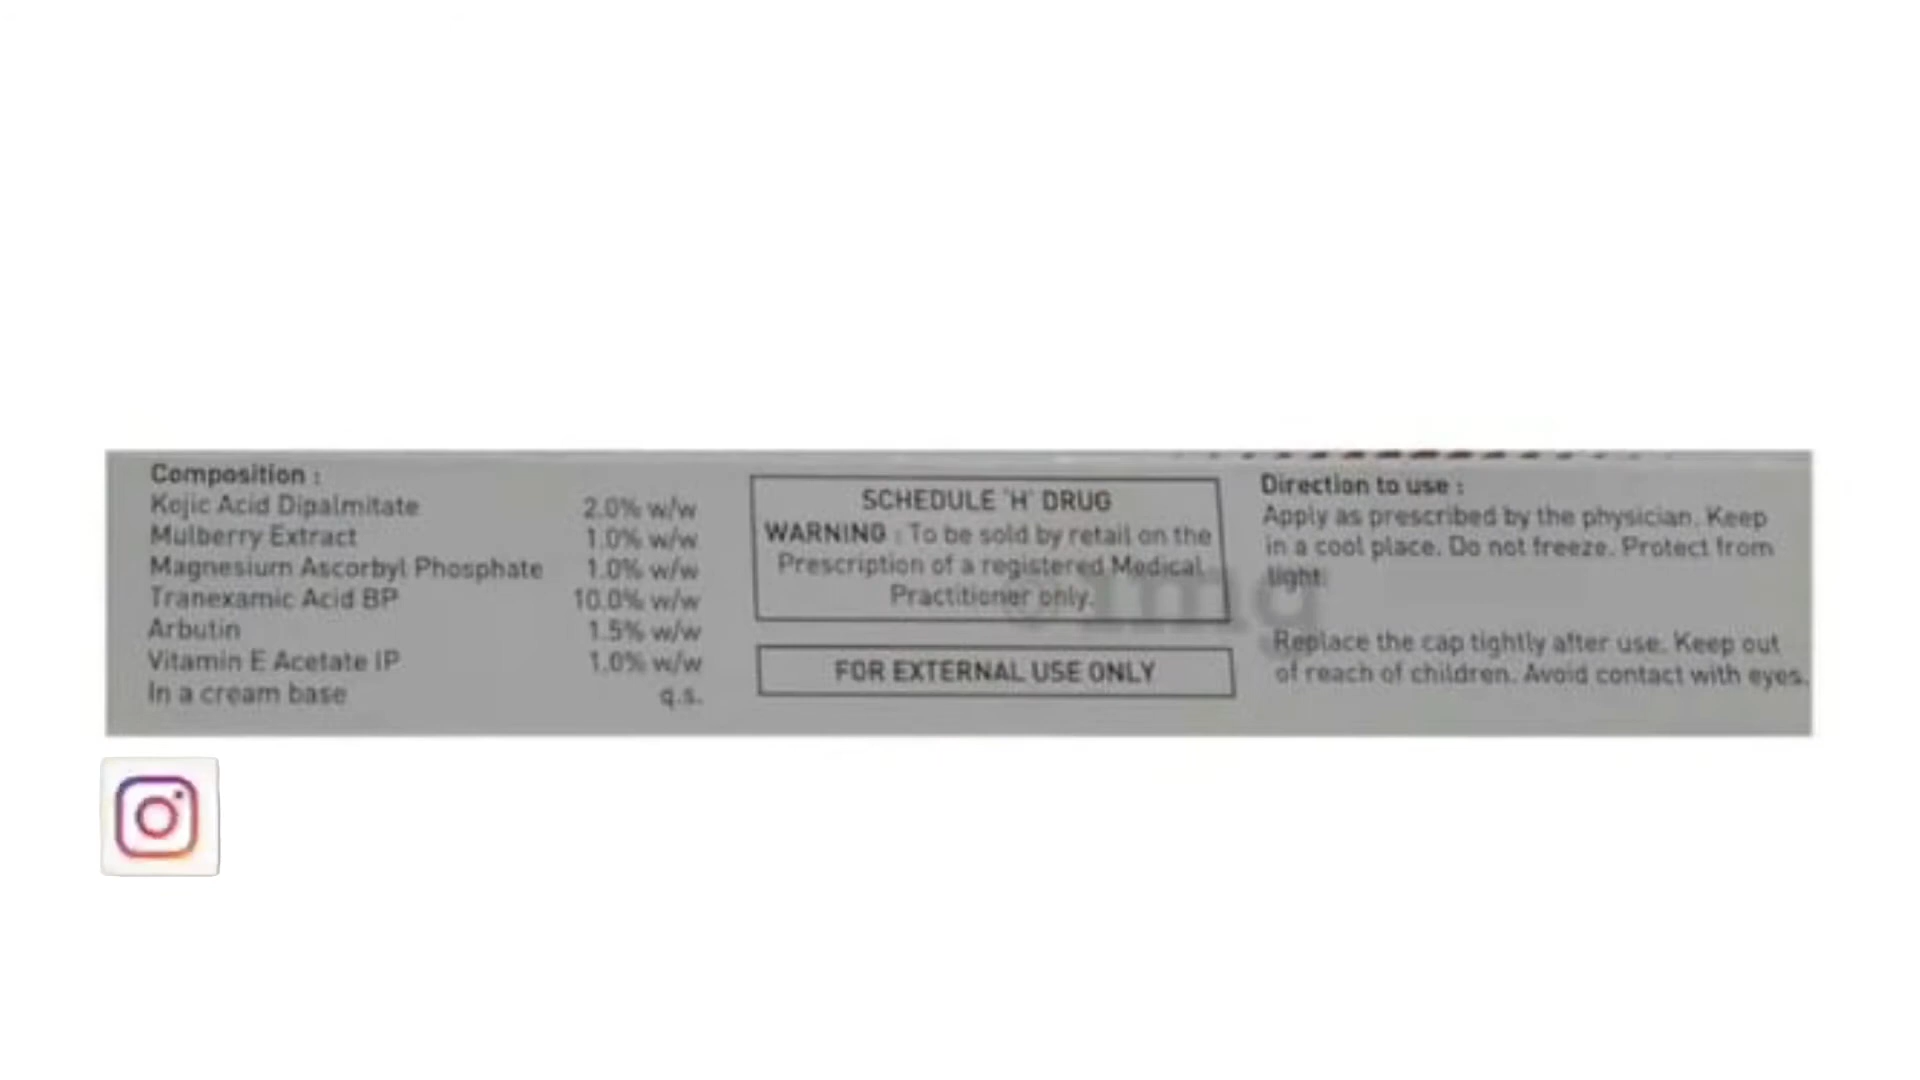 Composition :
Kojic Acid Dipalmitate 2.0% w/w
Mulberry Extract 1.0% w/w
Magnesium Ascorbyl Phosphate 1.0% w/w
Tranexamic Acid BP 10.0% w/w
Arbutin 1.5% w/w
Vitamin E Acetate IP 1.0% w/w
In a cream base q.s.
SCHEDULE 'H' DRUG
WARNING : To be sold by retail on the
Prescription of a registered Medical
Practitioner only.
FOR EXTERNAL USE ONLY
Direction to use :
Apply as prescribed by the physician. Keep
in a cool place. Do not freeze. Protect from
light.
Replace the cap tightly after use. Keep out
of reach of children. Avoid contact with eyes.